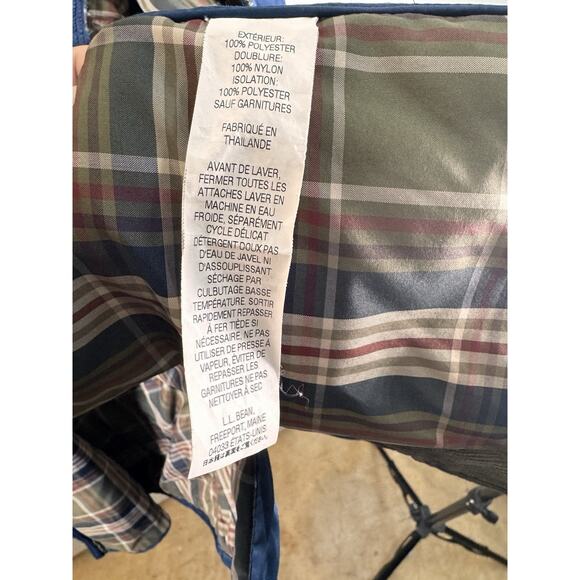 EXTÉRIEUR:
100% POLYESTER
DOUBLURE:
100% NYLON
ISOLATION:
100% POLYESTER
SAUF GARNITURES
FABRIQUÉ EN
THAILANDE
AVANT DE LAVER,
FERMER TOUTES LES
ATTACHES LAVER EN
MACHINE EN EAU
FROIDE, SÉPARÉMENT
CYCLE DÉLICAT
DÉTERGENT DOUX PAS
D'EAU DE JAVEL NI
D'ASSOUPLISSANT
SÉCHAGE PAR
CULBUTAGE BASSE
TEMPÉRATURE. SORTIR
RAPIDEMENT REPASSER
À FER TIÈDE SI
NÉCESSAIRE. NE PAS
UTILISER DE PRESSE À
VAPEUR, ÉVITER DE
REPASSER LES
GARNITURES NE PAS
NETTOYER À SEC
L.L.BEAN,
FREEPORT, MAINE
04033 ÉTATS-UNIS